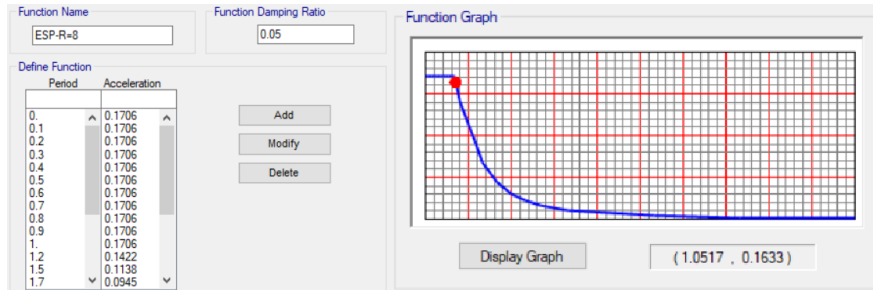 Function Name
ESP-R=8
Function Damping Ratio
0.05
Define Function
Period Acceleration
0. 0.1706
0.1 0.1706
0.2 0.1706
0.3 0.1706
0.4 0.1706
0.5 0.1706
0.6 0.1706
0.7 0.1706
0.8 0.1706
0.9 0.1706
1. 0.1706
1.2 0.1422
1.5 0.1138
1.7 0.0945
Add
Modify
Delete
Function Graph
Display Graph
(1.0517 , 0.1633)